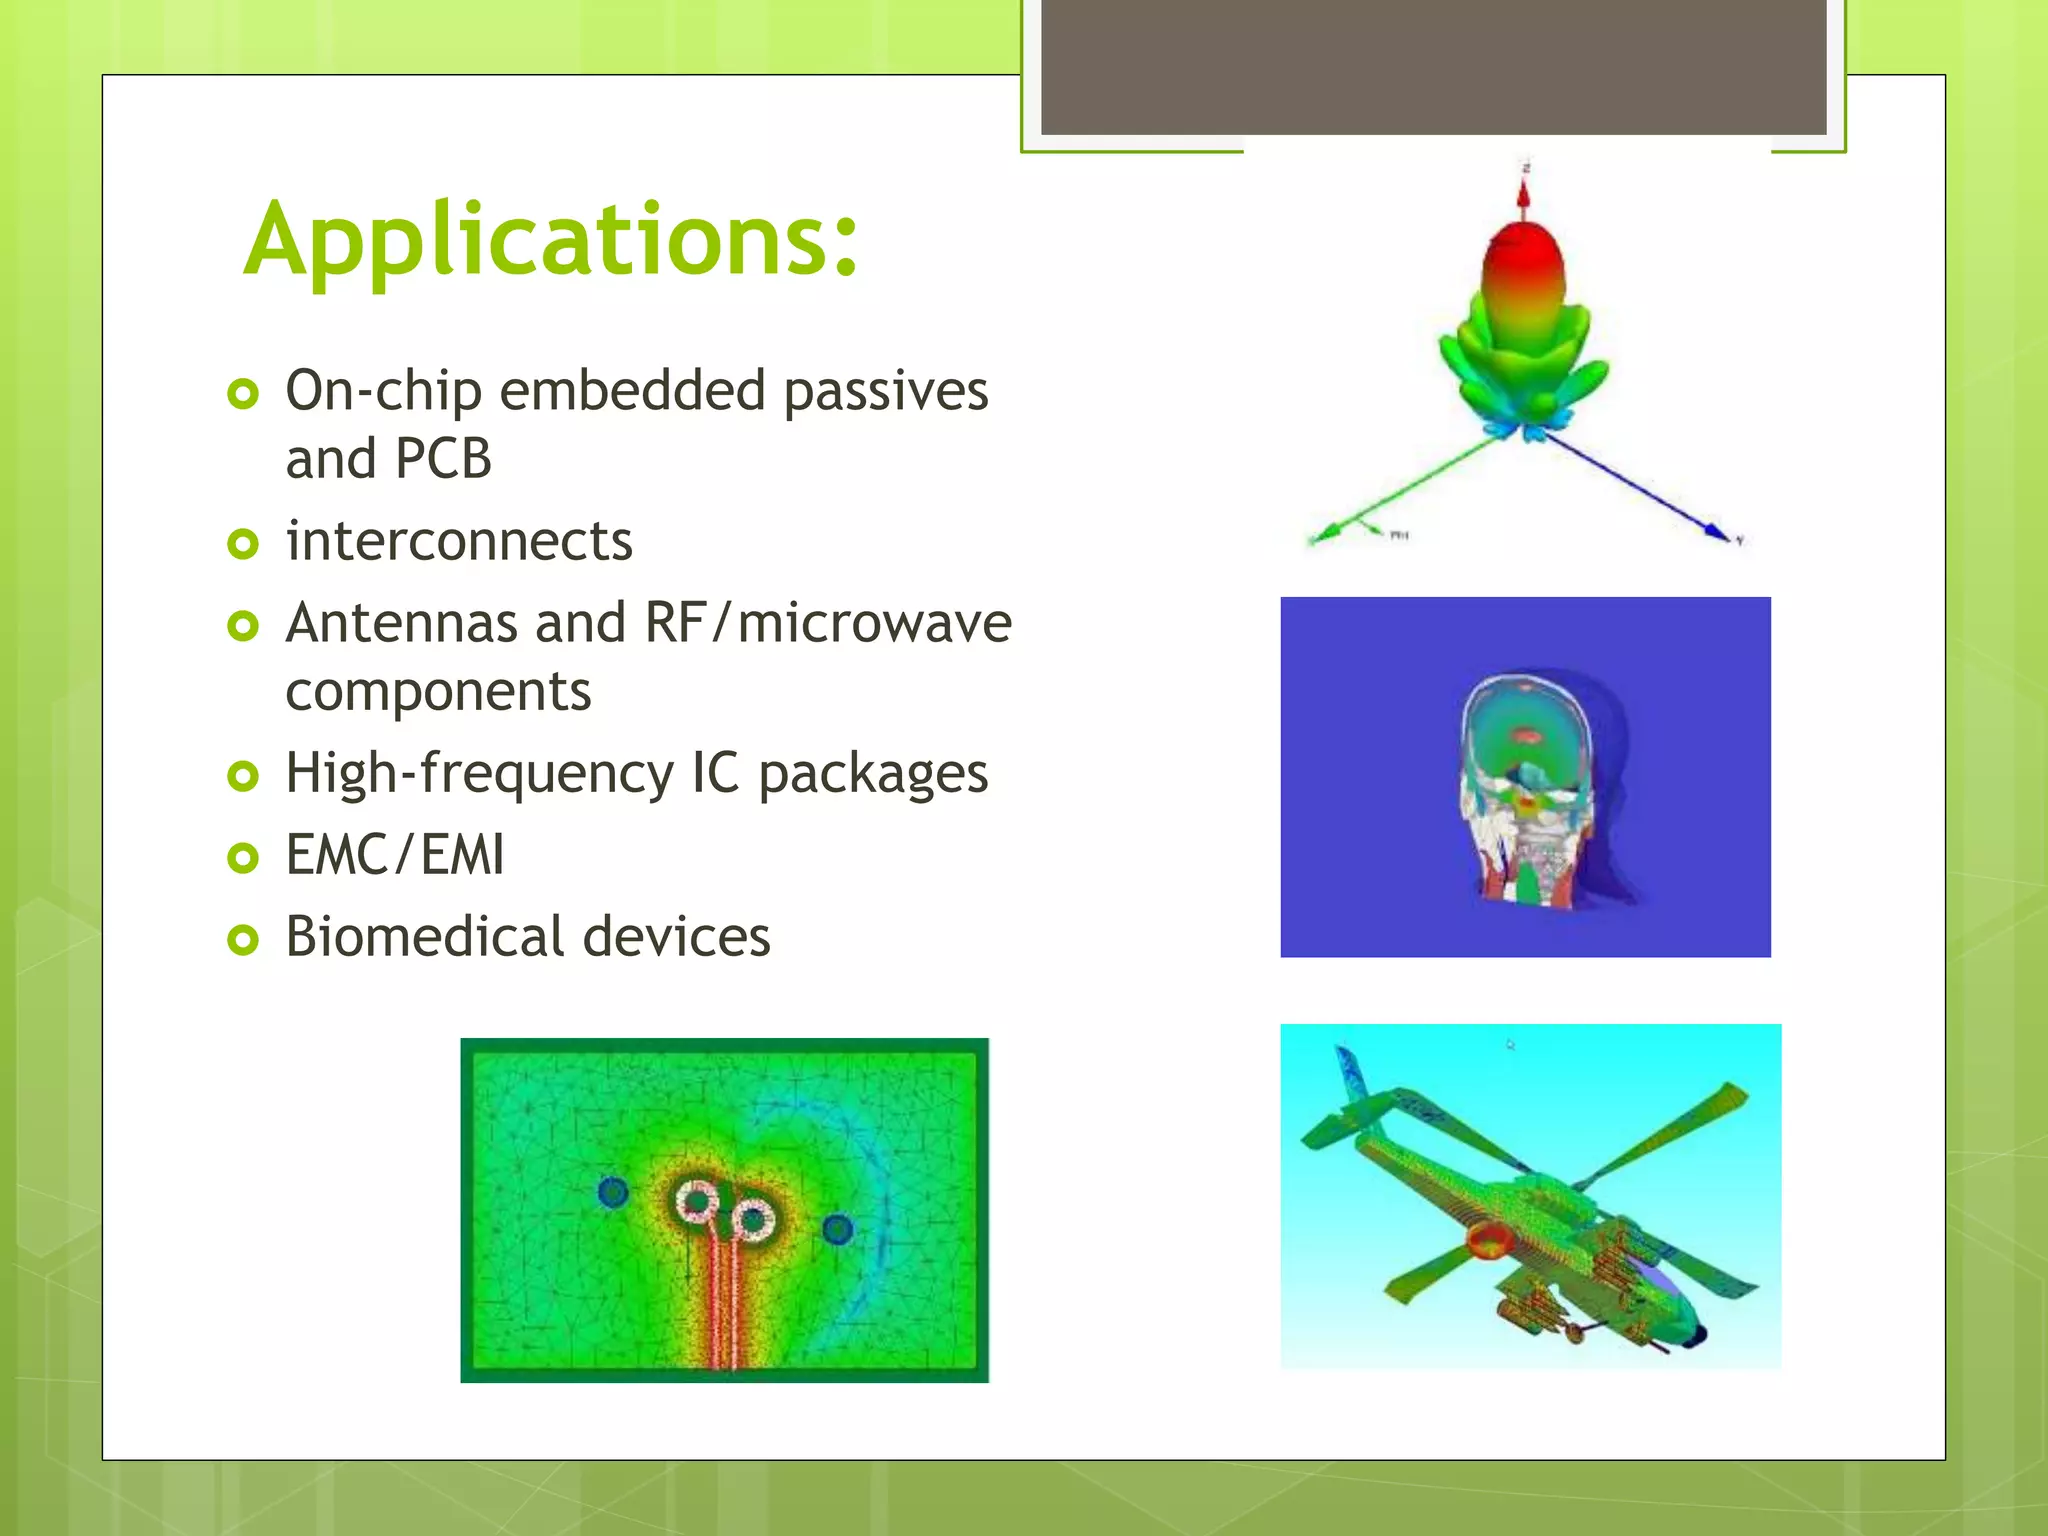 Applications:
On-chip embedded passives
and PCB
interconnects
Antennas and RF/microwave
components
High-frequency IC packages
EMC/EMI
Biomedical devices
Z
Phi
Y